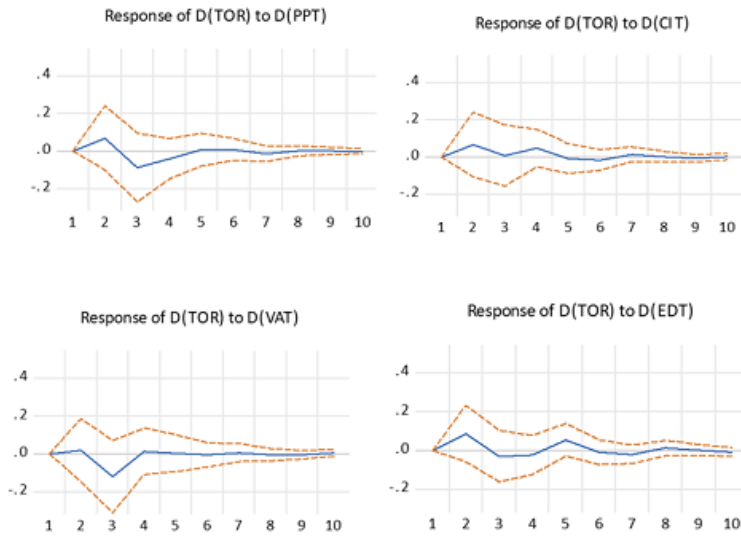 Response of D(TOR) to D(PPT)
.4
.2
.0
-.2
1 2 3 4 5 6 7 8 9 10
Response of D(TOR) to D(CIT)
.4
.2
.0
-.2
1 2 3 4 5 6 7 8 9 10
Response of D(TOR) to D(VAT)
.4
.2
.0
-.2
1 2 3 4 5 6 7 8 9 10
Response of D(TOR) to D(EDT)
.4
.2
.0
-.2
1 2 3 4 5 6 7 8 9 10